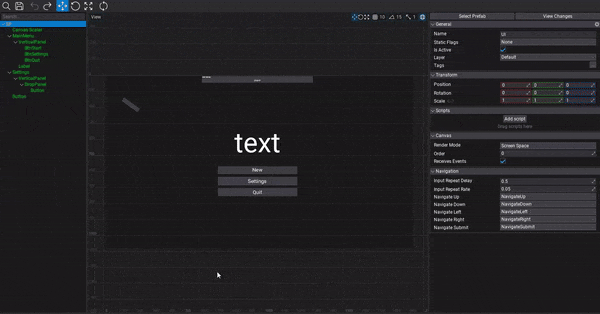 Search...
View
10
15
1
Select Prefab
View Changes
UI
Canvas Scaler
MainMenu
VerticalPanel
BtnStart
BtnSettings
BtnQuit
Label
Settings
VerticalPanel
DropPanel
Button
Button
text
New
Settings
Quit
General
Name
UI
Static Flags
None
Is Active
Layer
Default
Tags
Transform
Position
0
0
0
Rotation
0
0
0
Scale
1
1
1
Scripts
Add script
Drag scripts here
Canvas
Render Mode
Screen Space
Order
0
Receives Events
Navigation
Input Repeat Delay
0.5
Input Repeat Rate
0.05
Navigate Up
NavigateUp
Navigate Down
NavigateDown
Navigate Left
NavigateLeft
Navigate Right
NavigateRight
Navigate Submit
NavigateSubmit